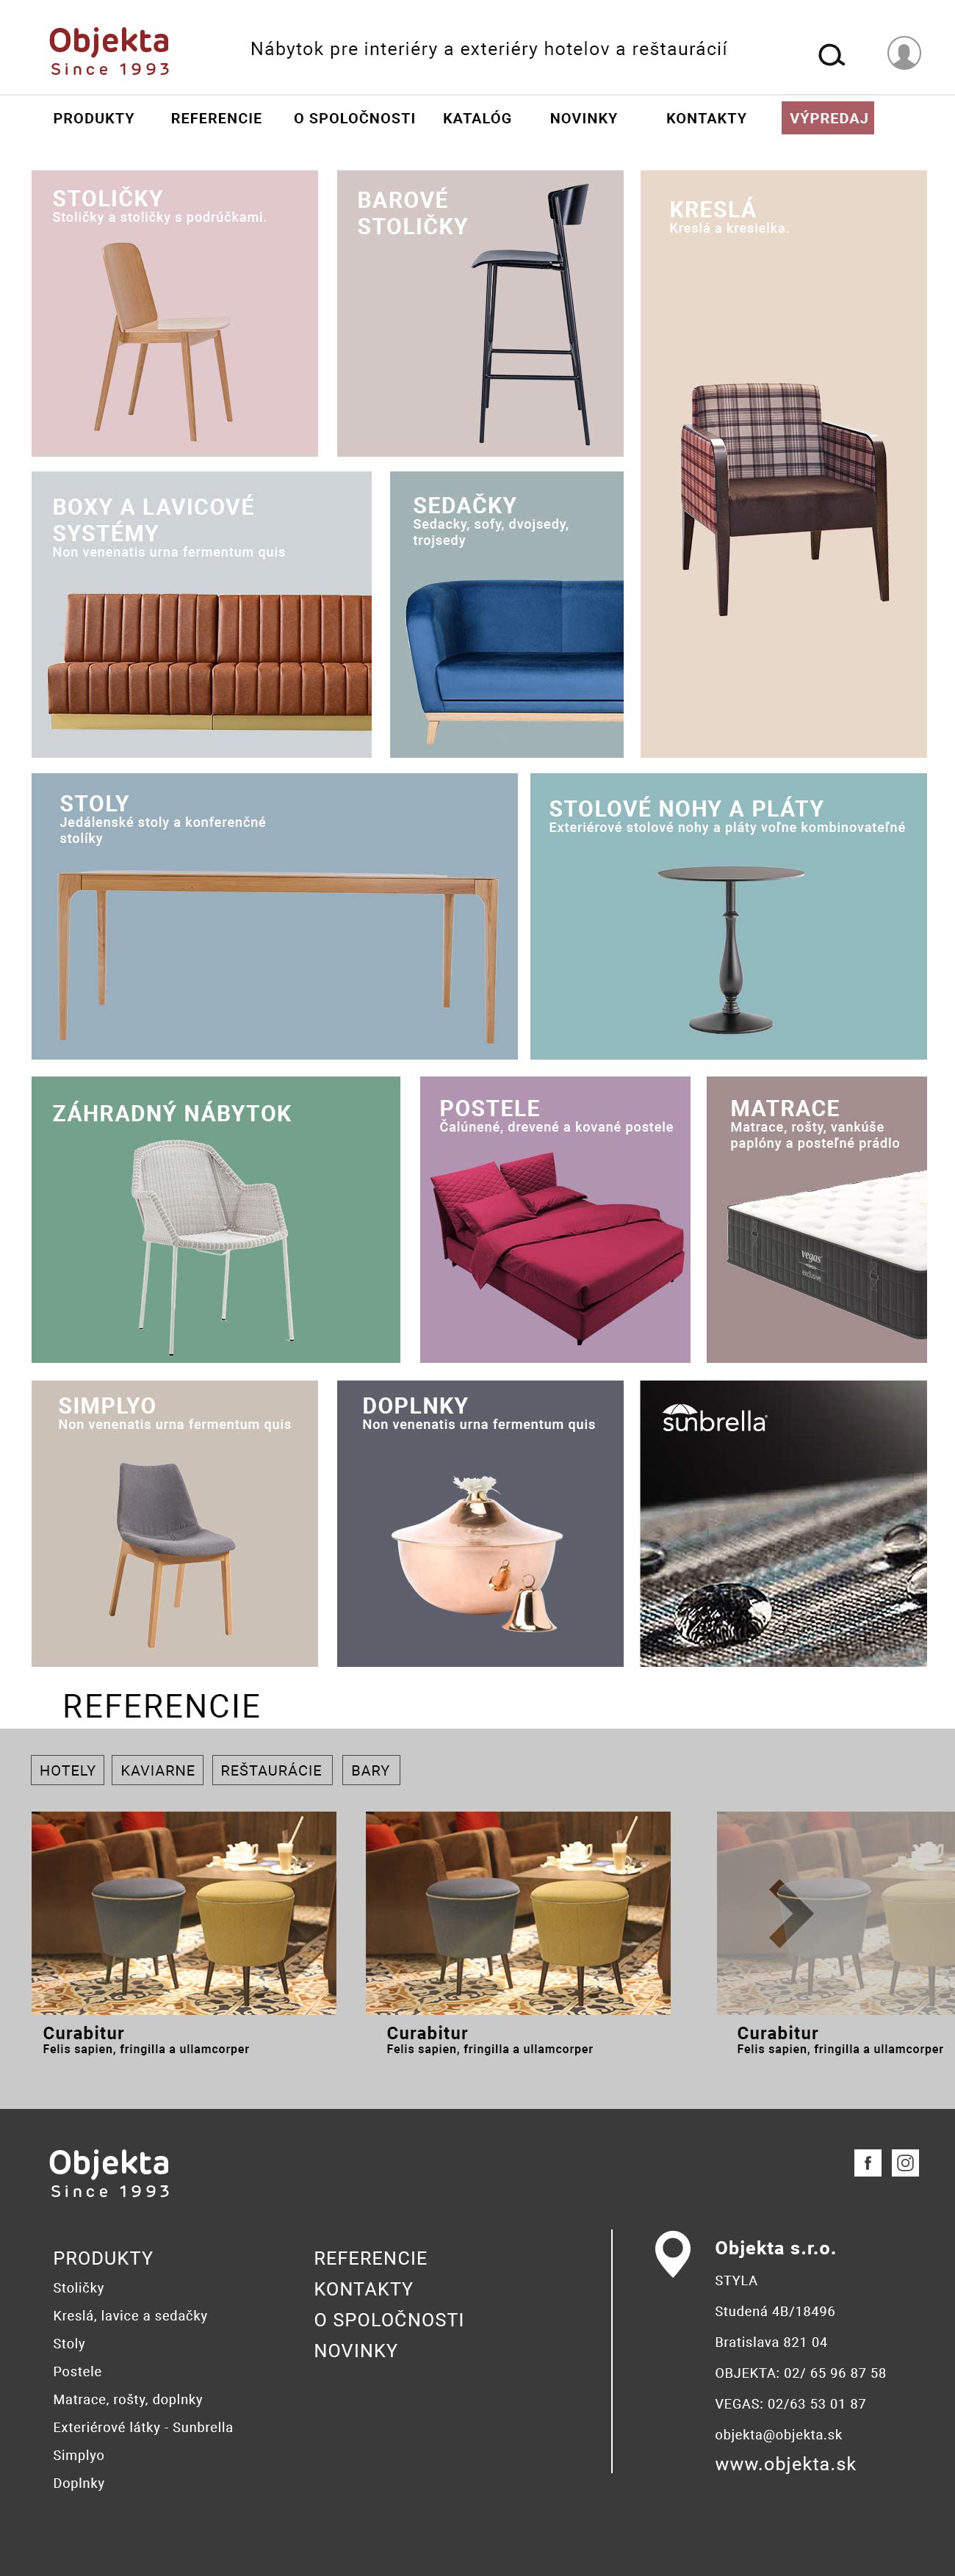 Objekta
Since 1993
Nábytok pre interiéry a exteriéry hotelov a reštaurácií
PRODUKTY
REFERENCIE
O SPOLOČNOSTI
KATALÓG
NOVINKY
KONTAKTY
VÝPREDAJ
STOLIČKY
Stoličky a stoličky s podrúčkami.
BAROVÉ
STOLIČKY
KRESLÁ
Kreslá a kresielka.
BOXY A LAVICOVÉ
SYSTÉMY
Non venenatis urna fermentum quis
SEDAČKY
Sedacky, sofy, dvojsedy,
trojsedy
STOLY
Jedálenské stoly a konferenčné
stolíky
STOLOVÉ NOHY A PLÁTY
Exteriérové stolové nohy a pláty voľne kombinovateľné
ZÁHRADNÝ NÁBYTOK
POSTELE
Čalúnené, drevené a kované postele
MATRACE
Matrace, rošty, vankúše
paplóny a posteľné prádlo
vegas
exclusive
SIMPLYO
Non venenatis urna fermentum quis
DOPLNKY
Non venenatis urna fermentum quis
sunbrella
REFERENCIE
HOTELY
KAVIARNE
REŠTAURÁCIE
BARY
Curabitur
Felis sapien, fringilla a ullamcorper
Curabitur
Felis sapien, fringilla a ullamcorper
Curabitur
Felis sapien, fringilla a ullamcorper
Objekta
Since 1993
PRODUKTY
Stoličky
Kreslá, lavice a sedačky
Stoly
Postele
Matrace, rošty, doplnky
Exteriérové látky - Sunbrella
Simplyo
Doplnky
REFERENCIE
KONTAKTY
O SPOLOČNOSTI
NOVINKY
Objekta s.r.o.
STYLA
Studená 4B/18496
Bratislava 821 04
OBJEKTA: 02/ 65 96 87 58
VEGAS: 02/63 53 01 87
objekta@objekta.sk
www.objekta.sk